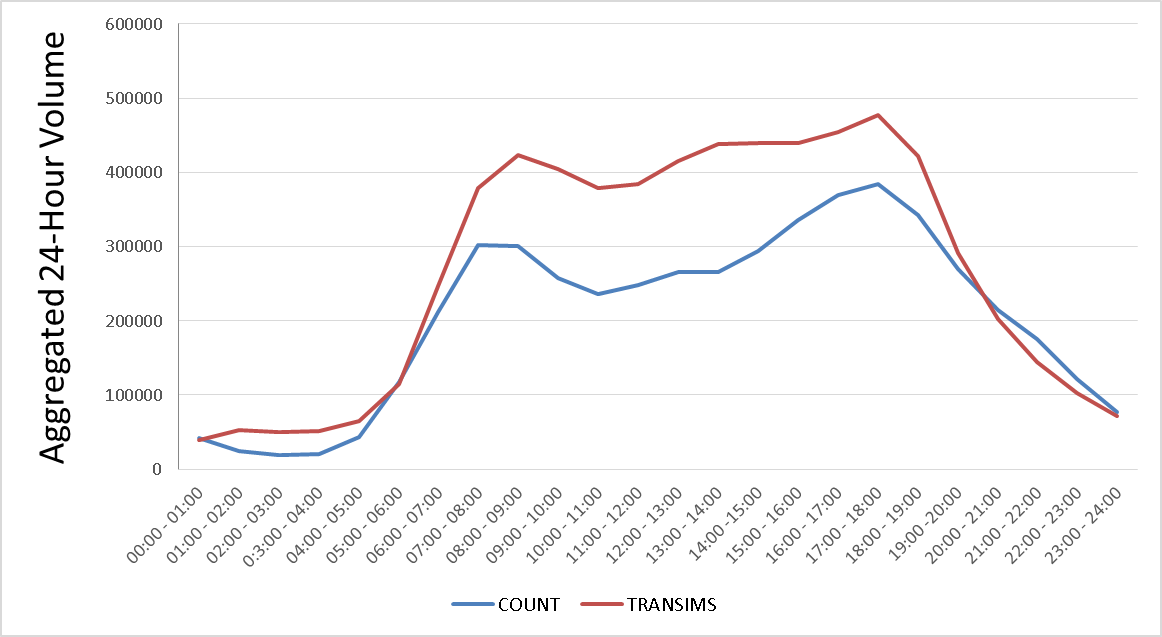 Aggregated 24-Hour Volume
600000
500000
400000
300000
200000
100000
0
00:00 - 01:00
01:00 - 02:00
02:00 - 03:00
0:3:00 - 04:00
04:00 - 05:00
05:00 - 06:00
06:00 - 07:00
07:00 - 08:00
08:00 - 09:00
09:00 - 10:00
10:00 - 11:00
11:00 - 12:00
12:00 - 13:00
13:00 - 14:00
14:00 -15:00
15:00 - 16:00
16:00 - 17:00
17:00 - 18:00
18:00 - 19:00
19:00 -20:00
20:00 - 21:00
21:00 - 22:00
22:00 - 23:00
23:00 - 24:00
COUNT
TRANSIMS